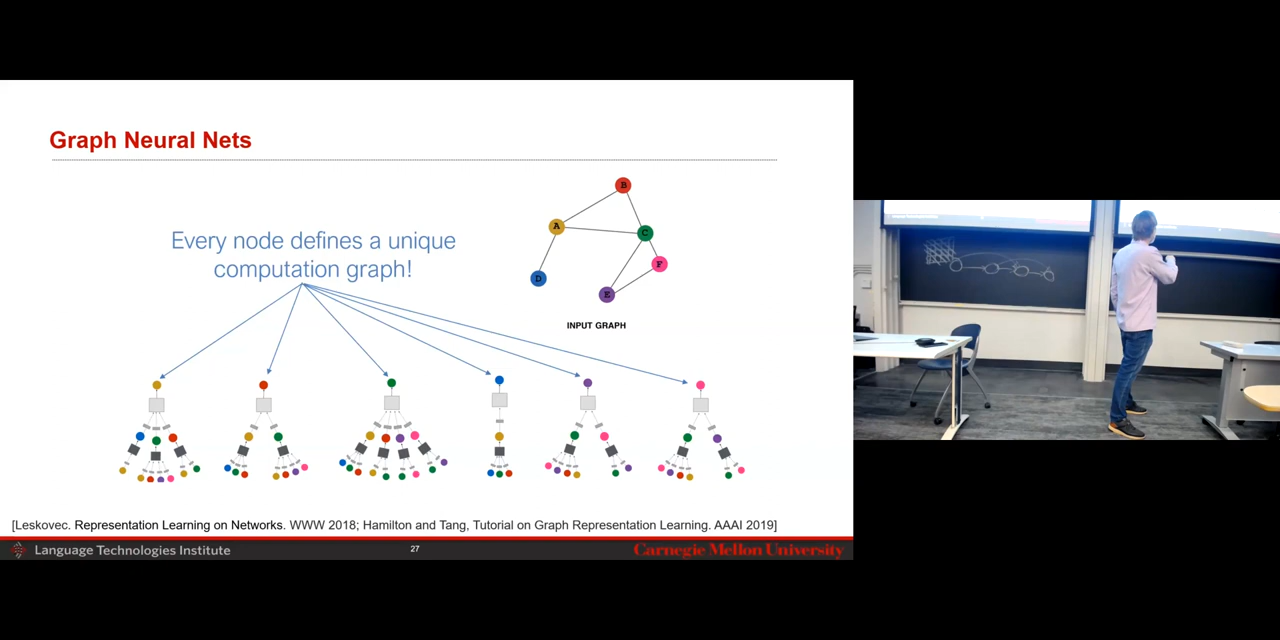 Graph Neural Nets
Every node defines a unique
computation graph!
B
A
C
F
D
E
INPUT GRAPH
[Leskovec. Representation Learning on Networks. WWW 2018; Hamilton and Tang, Tutorial on Graph Representation Learning. AAAI 2019]
Language Technologies Institute
27
Carnegie Mellon University